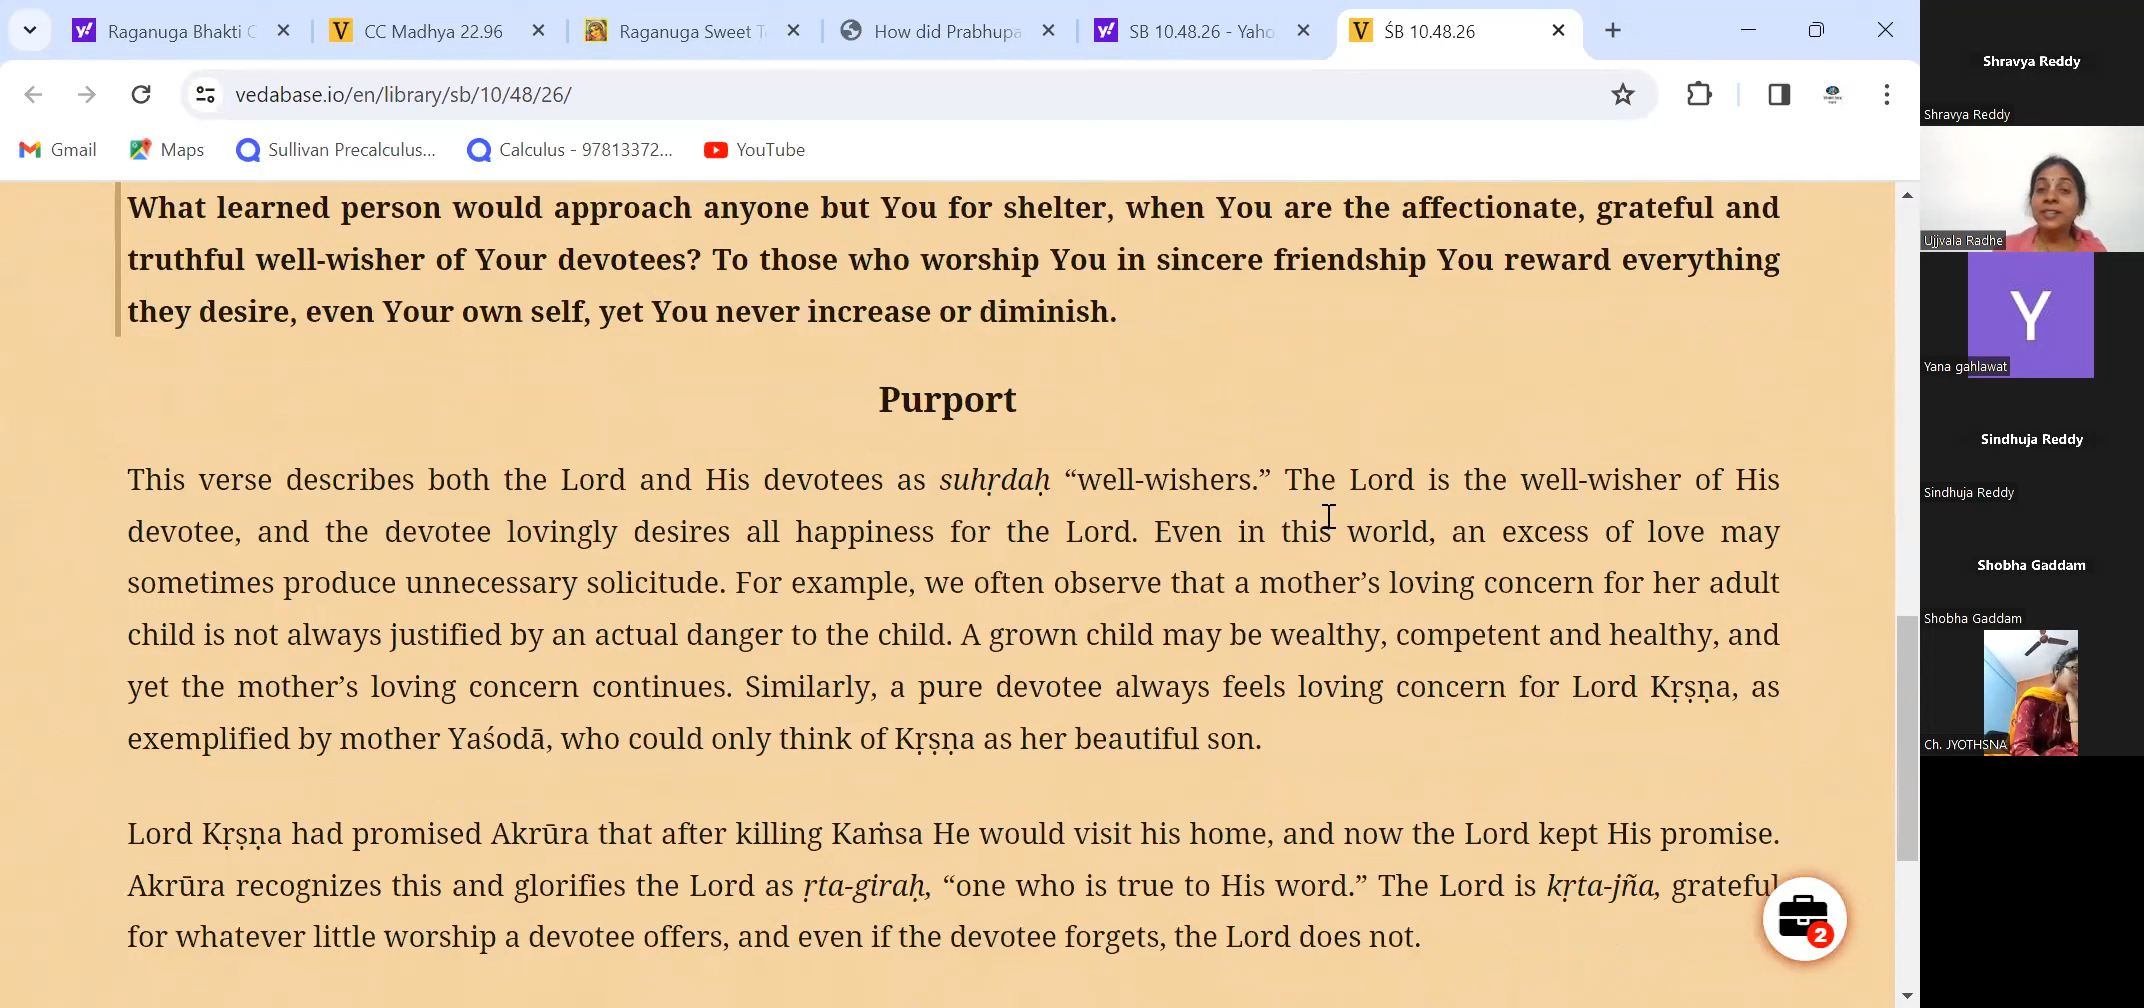 Raganuga Bhakti C
CC Madhya 22.96
Raganuga Sweet T
How did Prabhupa
SB 10.48.26 - Yaho
ŚB 10.48.26
vedabase.io/en/library/sb/10/48/26/
Gmail
Maps
Sullivan Precalculus...
Calculus - 97813372...
YouTube
What learned person would approach anyone but You for shelter, when You are the affectionate, grateful and
truthful well-wisher of Your devotees? To those who worship You in sincere friendship You reward everything
they desire, even Your own self, yet You never increase or diminish.
Purport
This verse describes both the Lord and His devotees as suhṛdaḥ “well-wishers.” The Lord is the well-wisher of His
devotee, and the devotee lovingly desires all happiness for the Lord. Even in this world, an excess of love may
sometimes produce unnecessary solicitude. For example, we often observe that a mother’s loving concern for her adult
child is not always justified by an actual danger to the child. A grown child may be wealthy, competent and healthy, and
yet the mother’s loving concern continues. Similarly, a pure devotee always feels loving concern for Lord Kṛṣṇa, as
exemplified by mother Yaśodā, who could only think of Kṛṣṇa as her beautiful son.
Lord Kṛṣṇa had promised Akrūra that after killing Kaṁsa He would visit his home, and now the Lord kept His promise.
Akrūra recognizes this and glorifies the Lord as ṛta-giraḥ, “one who is true to His word.” The Lord is kṛta-jña, grateful
for whatever little worship a devotee offers, and even if the devotee forgets, the Lord does not.
2
Shravya Reddy
Shravya Reddy
Ujjvala Radhe
Y
Yana gahlawat
Sindhuja Reddy
Sindhuja Reddy
Shobha Gaddam
Shobha Gaddam
Ch. JYOTHSNA